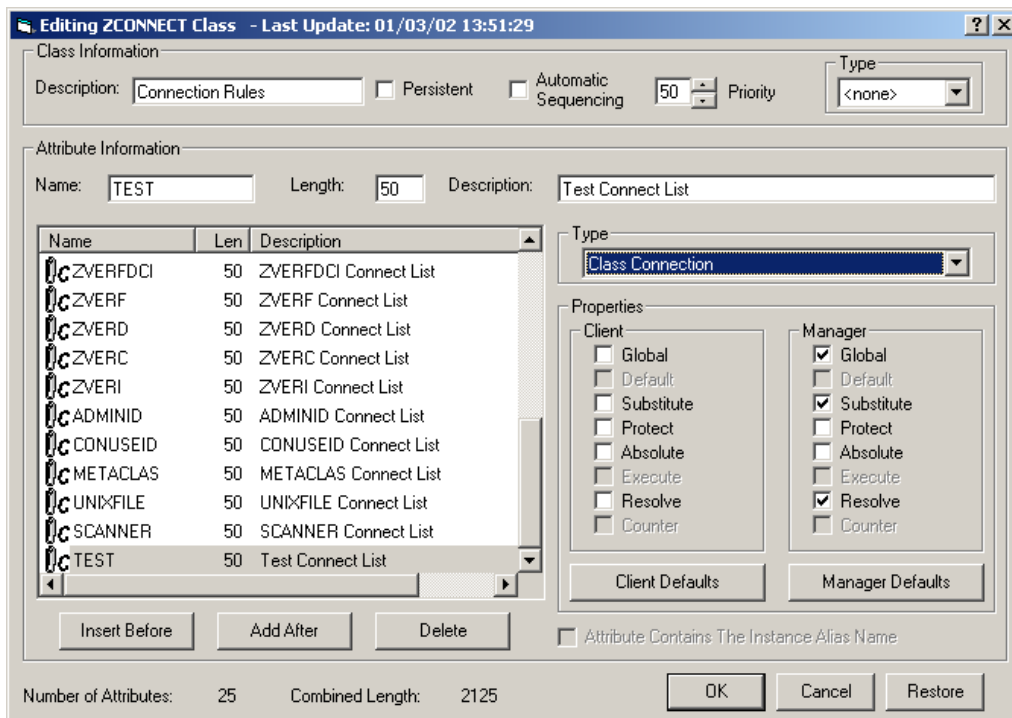 Editing ZCONNECT Class - Last Update: 01/03/02 13:51:29
Class Information
Description: Connection Rules Persistent Automatic Sequencing 50 Priority Type <none>
Attribute Information
Name: TEST Length: 50 Description: Test Connect List
Name Len Description
ZVERFDCI 50 ZVERFDCI Connect List
ZVERF 50 ZVERF Connect List
ZVERD 50 ZVERD Connect List
ZVERC 50 ZVERC Connect List
ZVERI 50 ZVERI Connect List
ADMINID 50 ADMINID Connect List
CONUSEID 50 CONUSEID Connect List
METACLAS 50 METACLAS Connect List
UNIXFILE 50 UNIXFILE Connect List
SCANNER 50 SCANNER Connect List
TEST 50 Test Connect List
Insert Before Add After Delete
Type
Class Connection
Properties
Client
Global
Default
Substitute
Protect
Absolute
Execute
Resolve
Counter
Client Defaults
Manager
Global
Default
Substitute
Protect
Absolute
Execute
Resolve
Counter
Manager Defaults
Attribute Contains The Instance Alias Name
Number of Attributes: 25 Combined Length: 2125
OK Cancel Restore